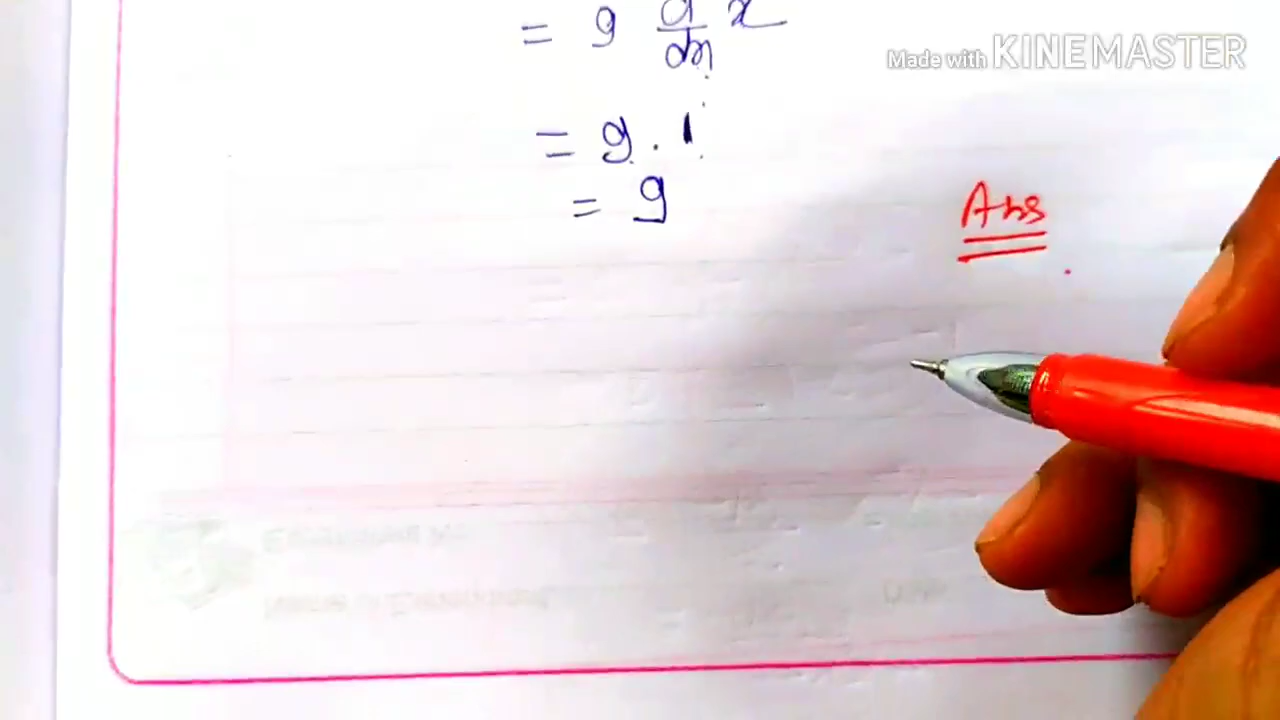 = 9 d/dx x
Made with KINEMASTER
= 9 . 1
= 9
Ans